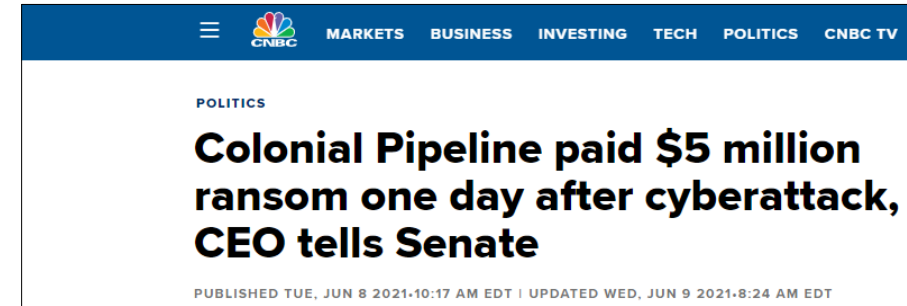 CNBC MARKETS BUSINESS INVESTING TECH POLITICS CNBC TV
POLITICS
Colonial Pipeline paid $5 million
ransom one day after cyberattack,
CEO tells Senate
PUBLISHED TUE, JUN 8 2021•10:17 AM EDT | UPDATED WED, JUN 9 2021•8:24 AM EDT